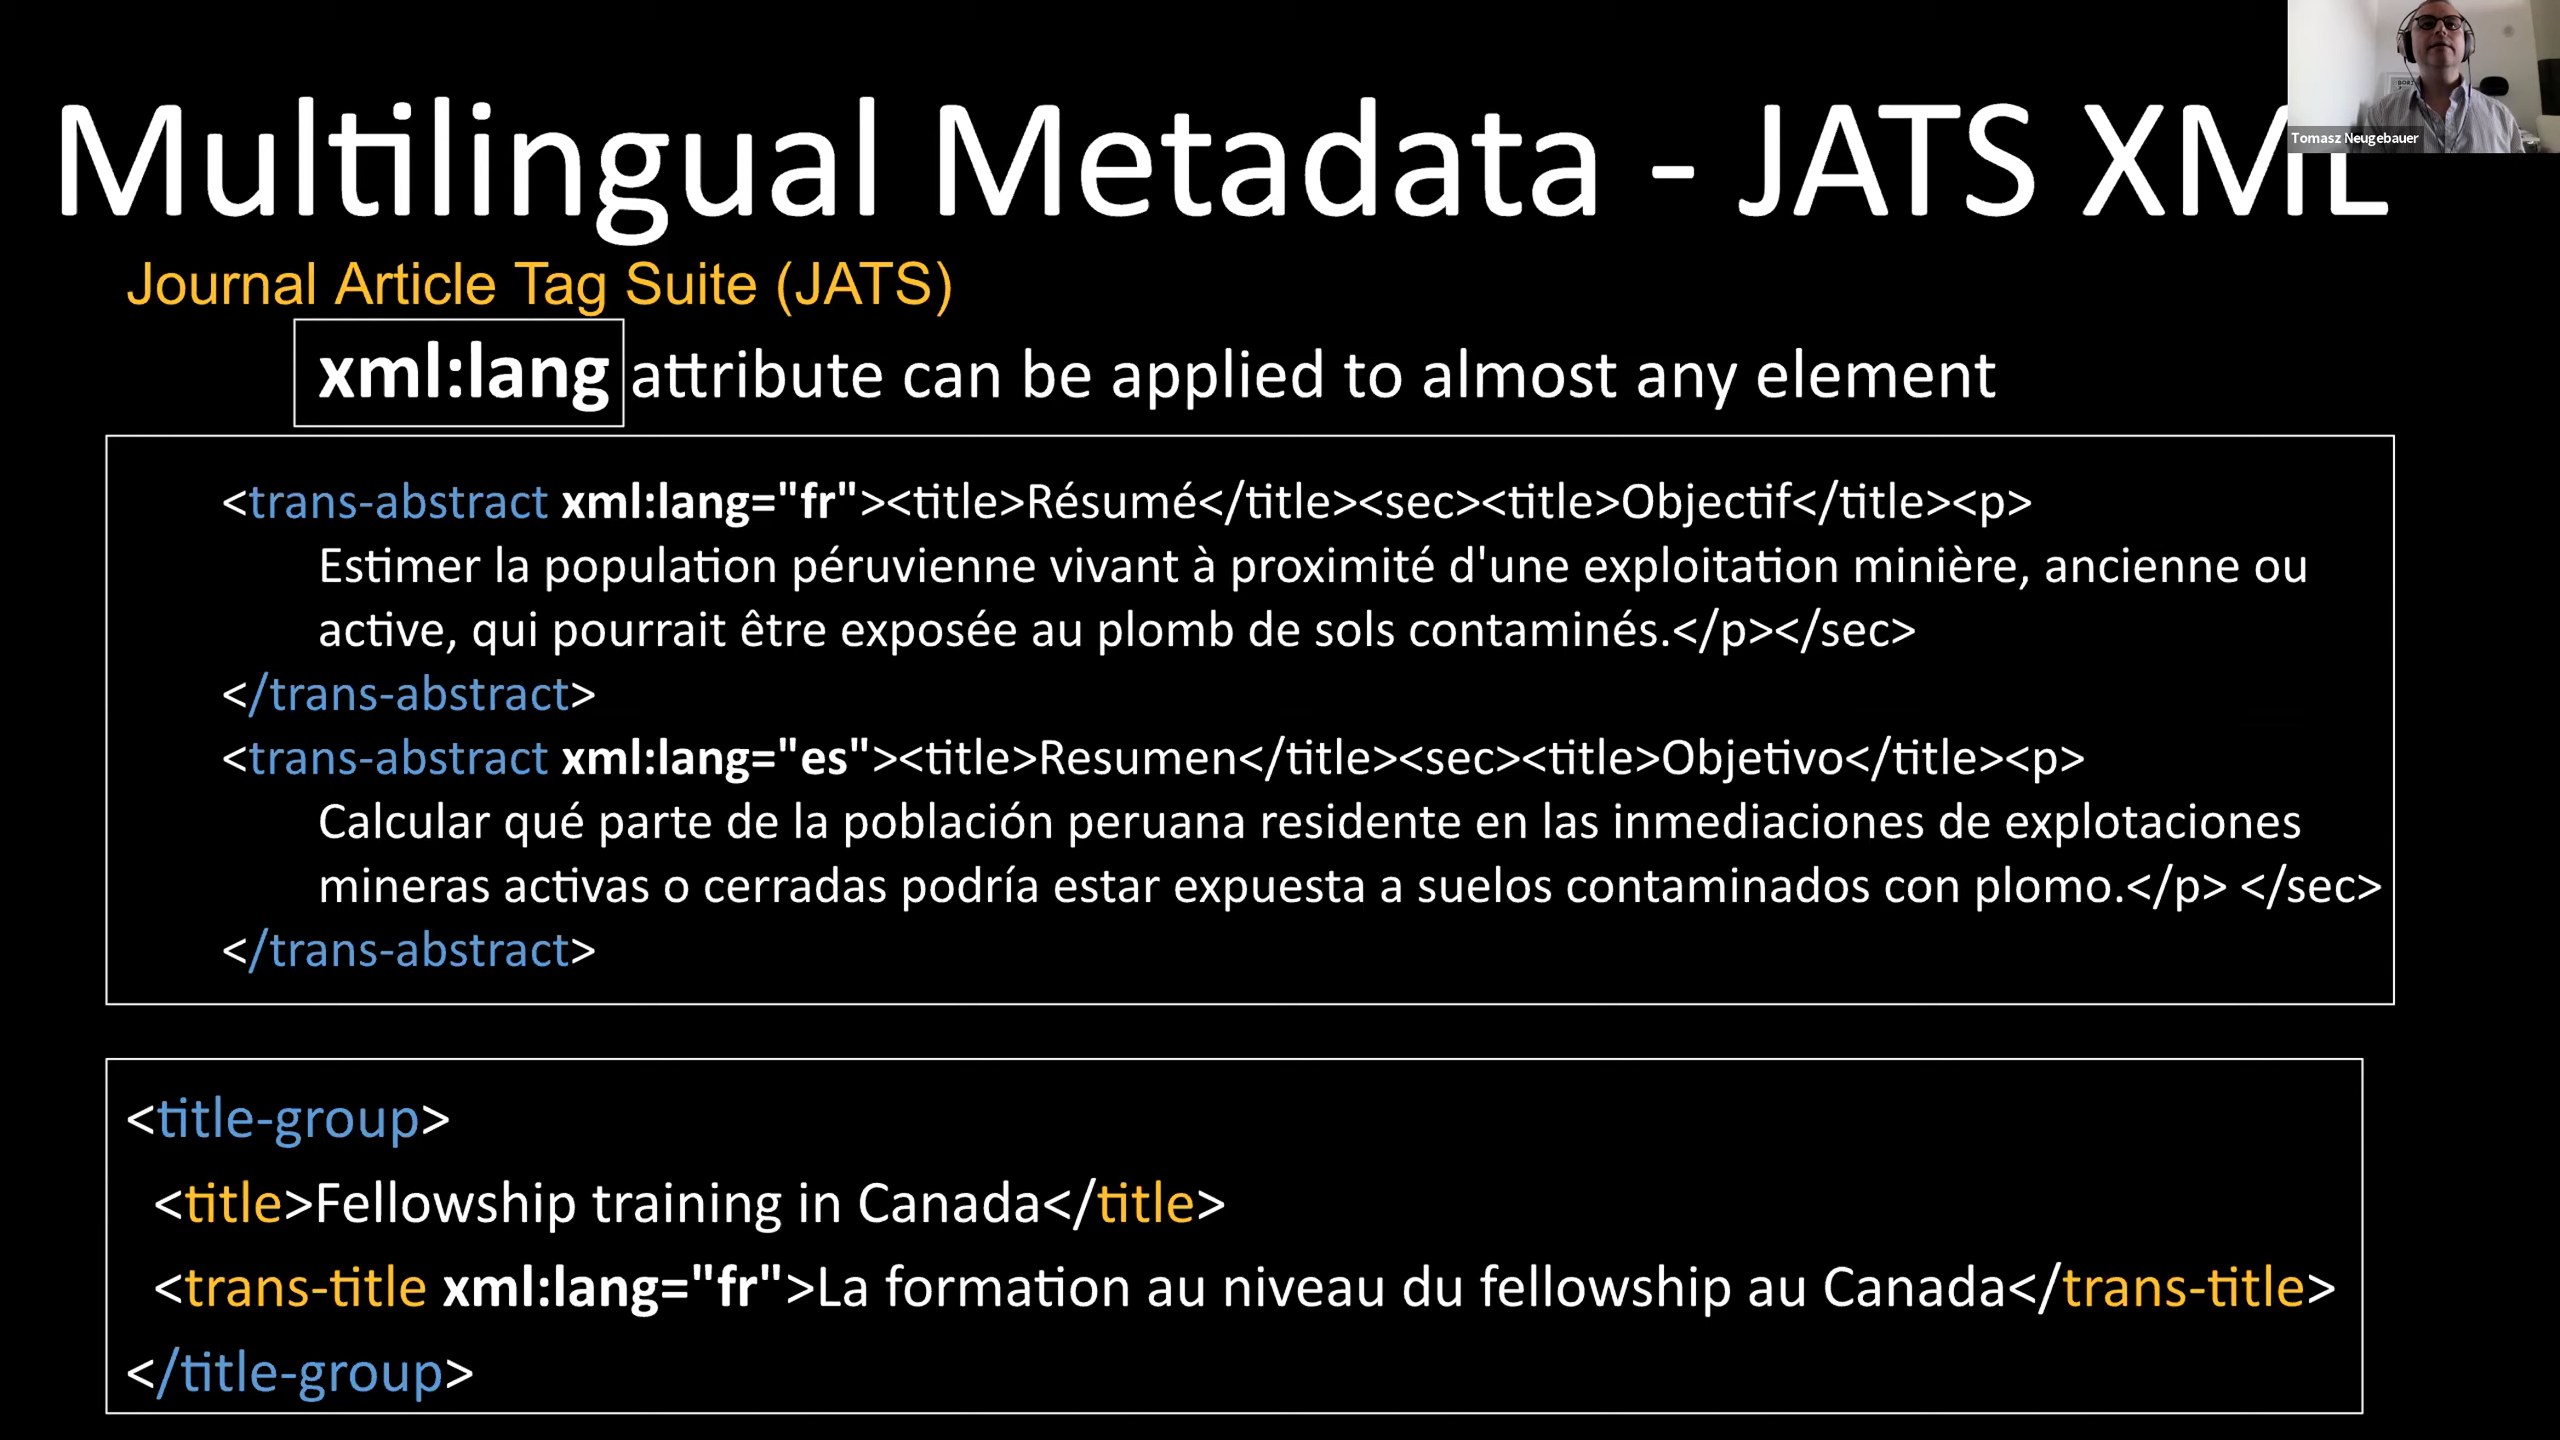 Multilingual Metadata - JATS XML
Tomasz Neugebauer
Journal Article Tag Suite (JATS)
xml:lang attribute can be applied to almost any element
<trans-abstract xml:lang="fr"><title>Résumé</title><sec><title>Objectif</title><p>
Estimer la population péruvienne vivant à proximité d'une exploitation minière, ancienne ou
active, qui pourrait être exposée au plomb de sols contaminés.</p></sec>
</trans-abstract>
<trans-abstract xml:lang="es"><title>Resumen</title><sec><title>Objetivo</title><p>
Calcular qué parte de la población peruana residente en las inmediaciones de explotaciones
mineras activas o cerradas podría estar expuesta a suelos contaminados con plomo.</p> </sec>
</trans-abstract>
<title-group>
<title>Fellowship training in Canada</title>
<trans-title xml:lang="fr">La formation au niveau du fellowship au Canada</trans-title>
</title-group>